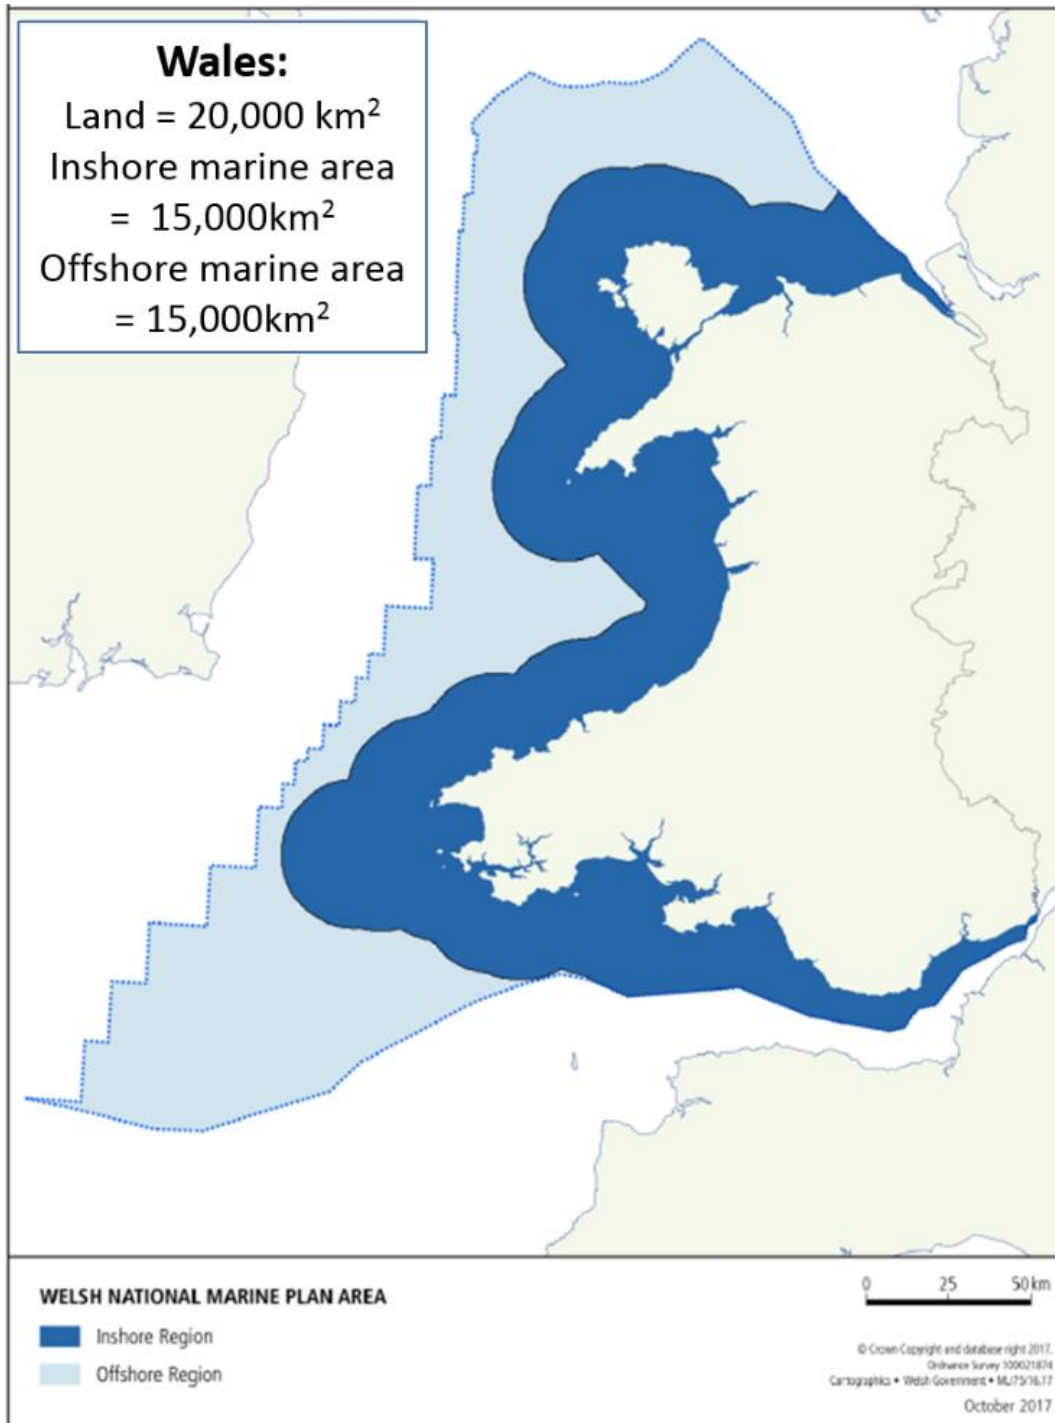 Wales:
Land = 20,000 km²
Inshore marine area
= 15,000km²
Offshore marine area
= 15,000km²
WELSH NATIONAL MARINE PLAN AREA
Inshore Region
Offshore Region
0 25 50 km
© Crown Copyright and database right 2017.
Ordnance Survey 100021874
Cartographics • Welsh Government • ML/75/16.17
October 2017